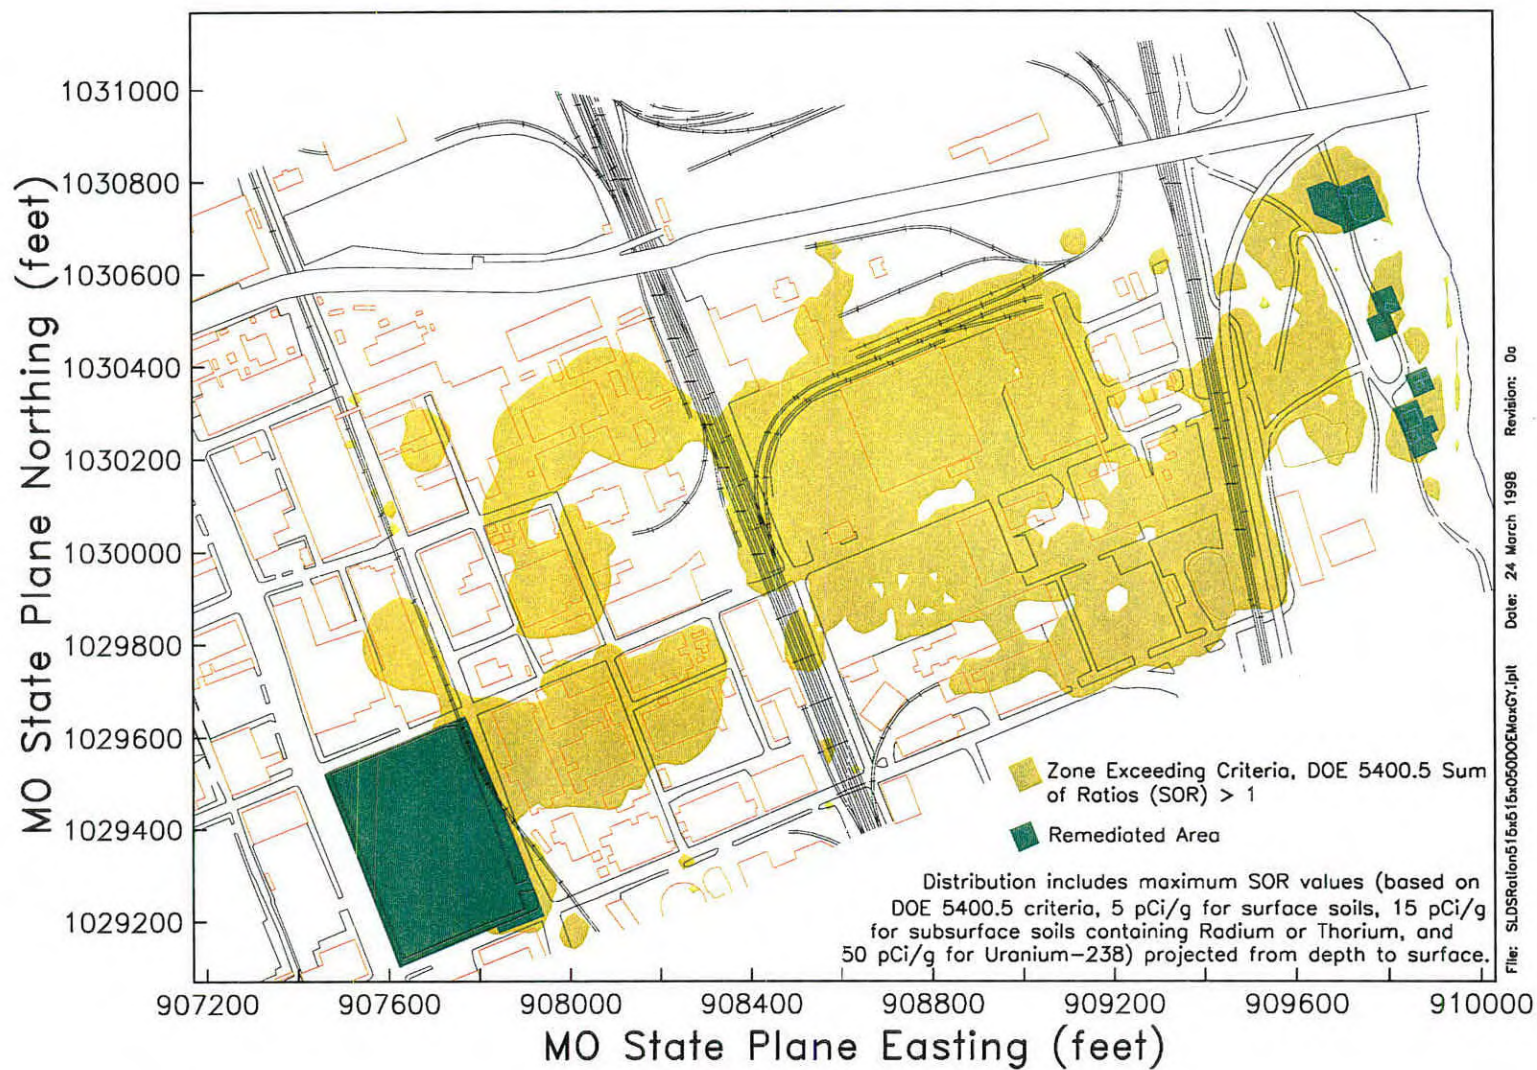 MO State Plane Northing (feet)
1031000
1030800
1030600
1030400
1030200
1030000
1029800
1029600
1029400
1029200
907200
907600
908000
908400
908800
909200
909600
910000
MO State Plane Easting (feet)
Zone Exceeding Criteria, DOE 5400.5 Sum
of Ratios (SOR) > 1
Remediated Area
Distribution includes maximum SOR values (based on
DOE 5400.5 criteria, 5 pCi/g for surface soils, 15 pCi/g
for subsurface soils containing Radium or Thorium, and
50 pCi/g for Uranium-238) projected from depth to surface.
Date: 24 March 1998 Revision: 0a